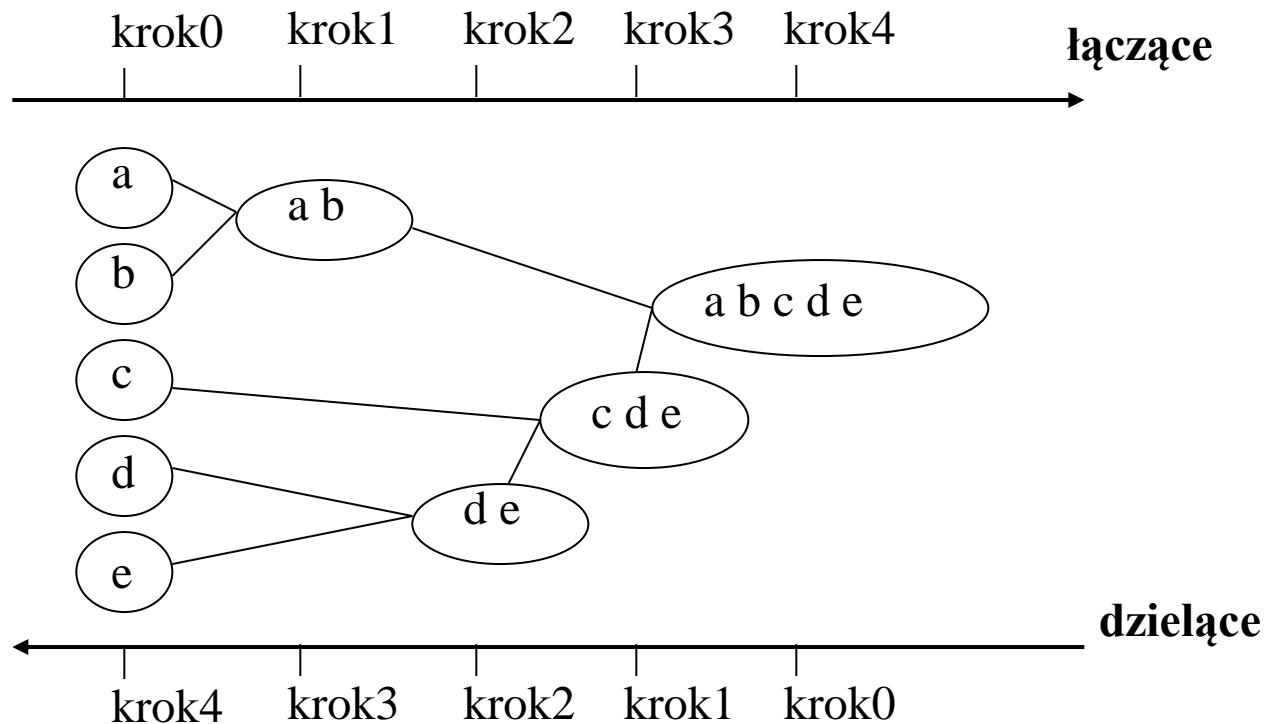 krok0 krok1 krok2 krok3 krok4
łączące
a
a b
b
a b c d e
c
c d e
d
d e
e
dzielące
krok4 krok3 krok2 krok1 krok0